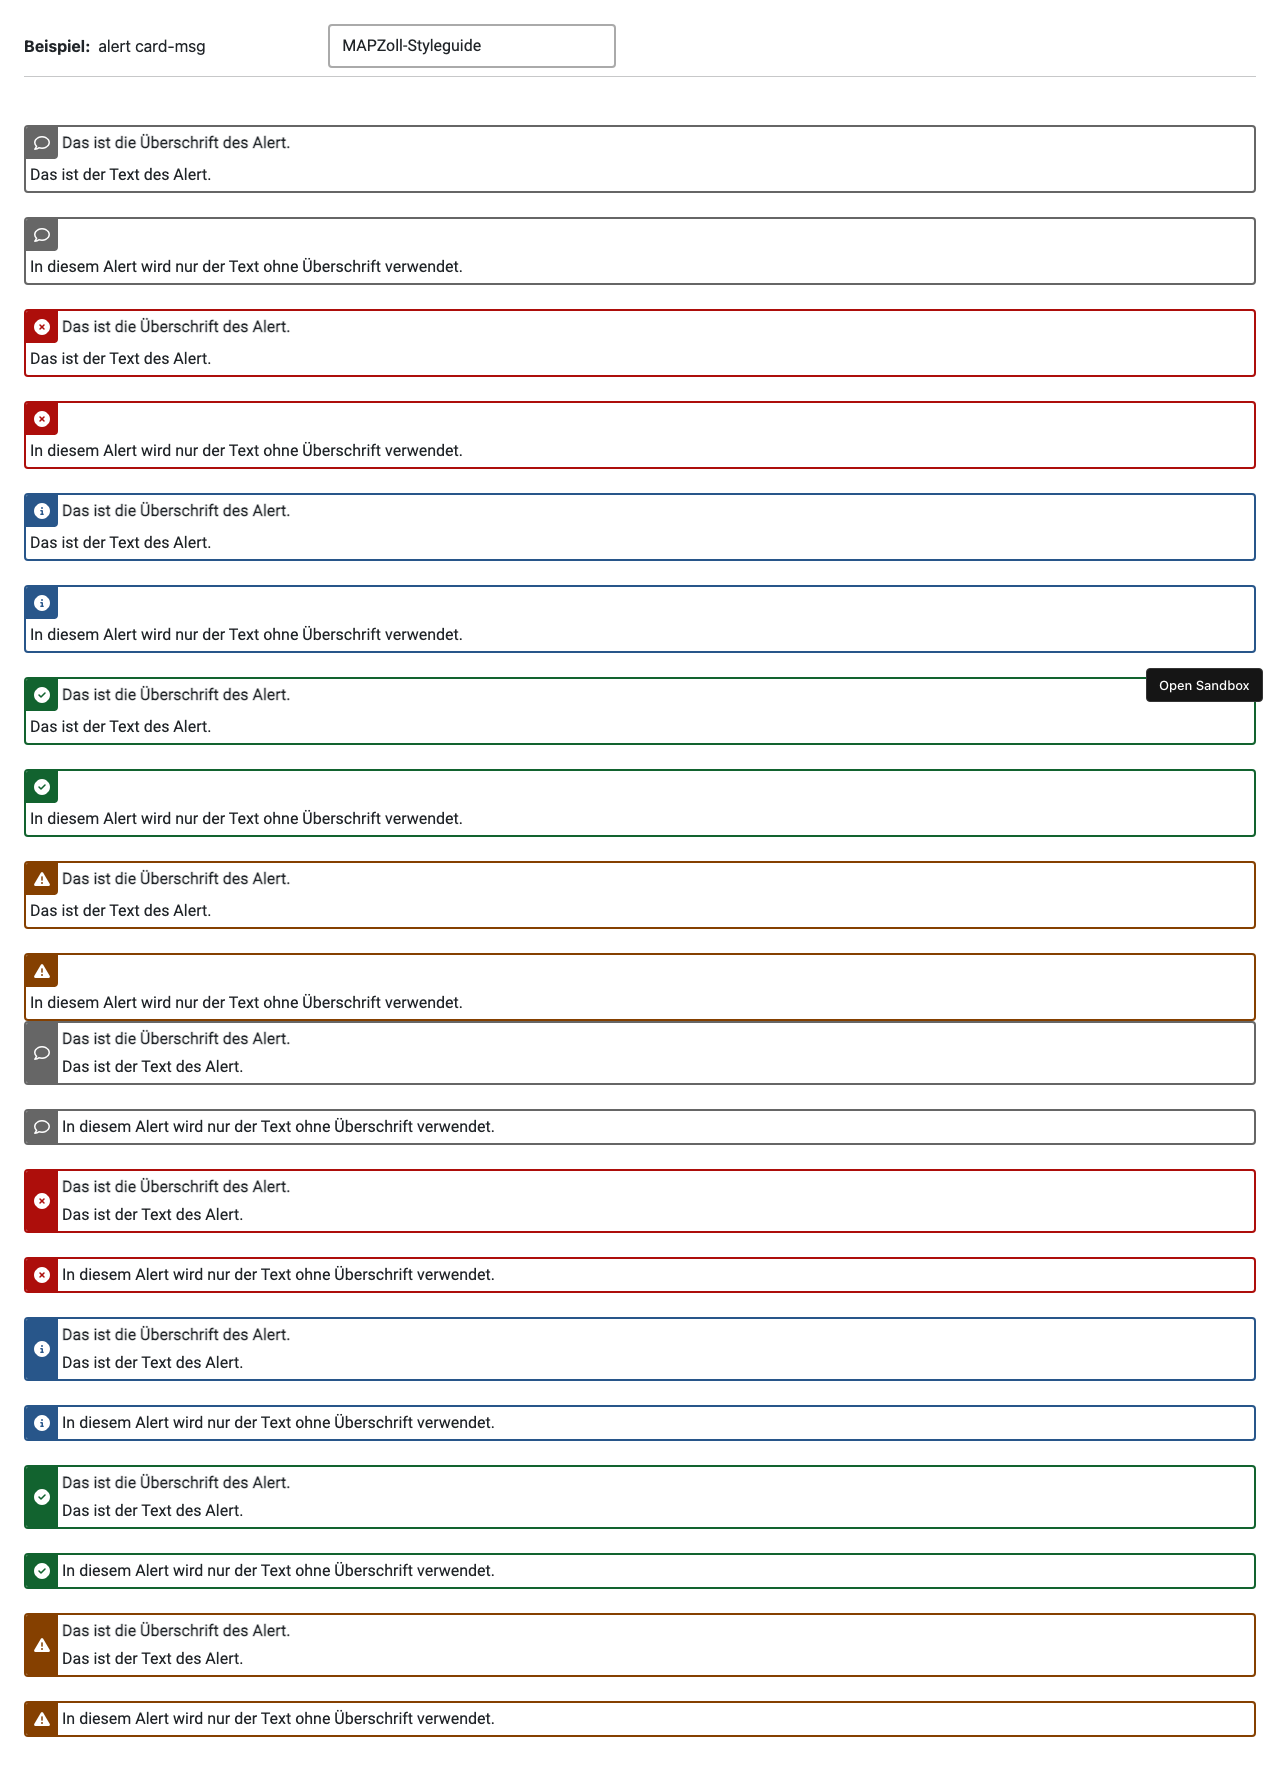 Beispiel: alert card-msg
MAPZoll-Styleguide
Das ist die Überschrift des Alert.
Das ist der Text des Alert.
In diesem Alert wird nur der Text ohne Überschrift verwendet.
Das ist die Überschrift des Alert.
Das ist der Text des Alert.
In diesem Alert wird nur der Text ohne Überschrift verwendet.
Das ist die Überschrift des Alert.
Das ist der Text des Alert.
In diesem Alert wird nur der Text ohne Überschrift verwendet.
Open Sandbox
Das ist die Überschrift des Alert.
Das ist der Text des Alert.
In diesem Alert wird nur der Text ohne Überschrift verwendet.
Das ist die Überschrift des Alert.
Das ist der Text des Alert.
In diesem Alert wird nur der Text ohne Überschrift verwendet.
Das ist die Überschrift des Alert.
Das ist der Text des Alert.
In diesem Alert wird nur der Text ohne Überschrift verwendet.
Das ist die Überschrift des Alert.
Das ist der Text des Alert.
In diesem Alert wird nur der Text ohne Überschrift verwendet.
Das ist die Überschrift des Alert.
Das ist der Text des Alert.
In diesem Alert wird nur der Text ohne Überschrift verwendet.
Das ist die Überschrift des Alert.
Das ist der Text des Alert.
In diesem Alert wird nur der Text ohne Überschrift verwendet.
Das ist die Überschrift des Alert.
Das ist der Text des Alert.
In diesem Alert wird nur der Text ohne Überschrift verwendet.